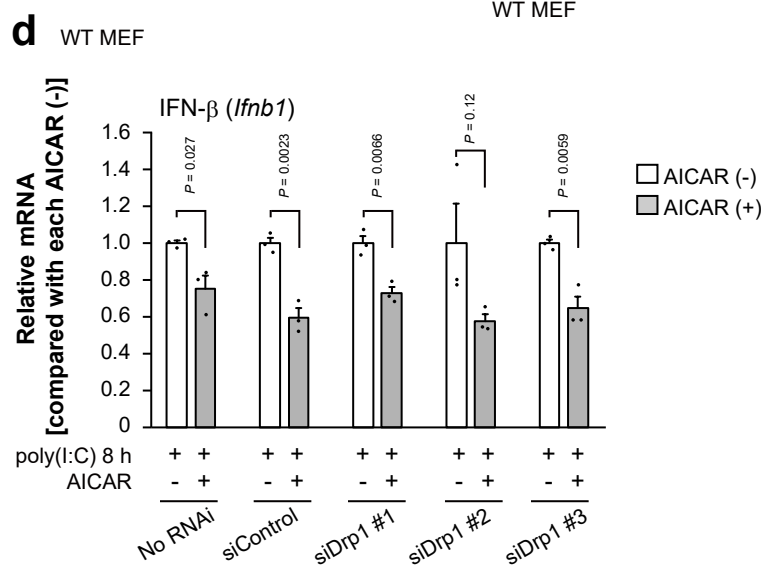 WT MEF
d WT MEF
IFN-β (Ifnb1)
Relative mRNA
[compared with each AICAR (-)]
1.6
1.4
1.2
1.0
0.8
0.6
0.4
0.2
0
P = 0.027
P = 0.0023
P = 0.0066
P = 0.12
P = 0.0059
AICAR (-)
AICAR (+)
poly(I:C) 8 h + + + + + + + + + +
AICAR - + - + - + - + - +
No RNAi
siControl
siDrp1 #1
siDrp1 #2
siDrp1 #3